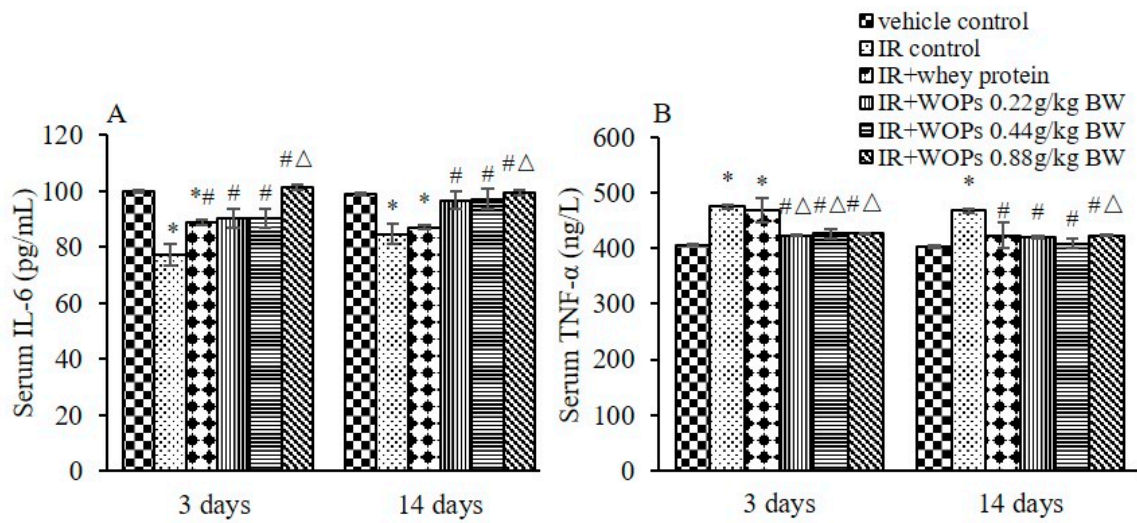 vehicle control
IR control
IR+whey protein
IR+WOPs 0.22g/kg BW
IR+WOPs 0.44g/kg BW
IR+WOPs 0.88g/kg BW
A
Serum IL-6 (pg/mL)
120
100
80
60
40
20
0
* *# # # #△
* * # # #△
3 days 14 days
B
Serum TNF-α (ng/L)
600
500
400
300
200
100
0
* * #△ #△ #△
* # # # #△
3 days 14 days